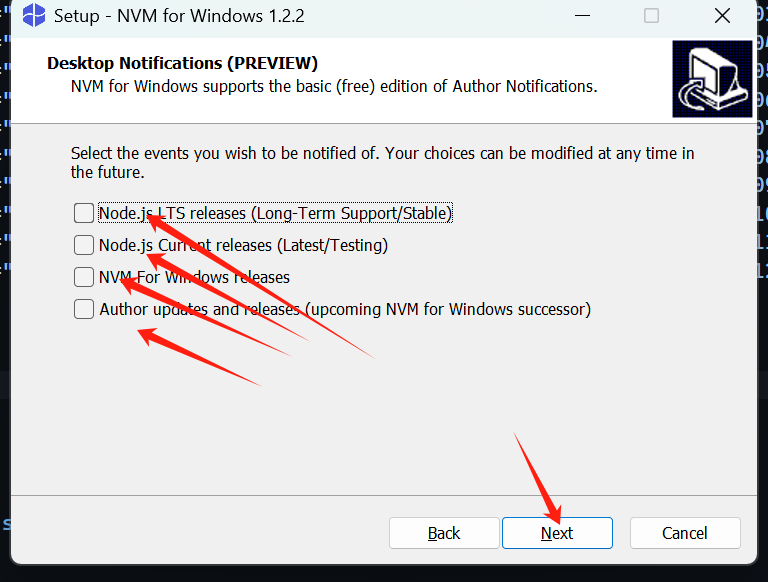 Setup - NVM for Windows 1.2.2
Desktop Notifications (PREVIEW)
NVM for Windows supports the basic (free) edition of Author Notifications.
Select the events you wish to be notified of. Your choices can be modified at any time in
the future.
Node.js LTS releases (Long-Term Support/Stable)
Node.js Current releases (Latest/Testing)
NVM For Windows releases
Author updates and releases (upcoming NVM for Windows successor)
Back
Next
Cancel